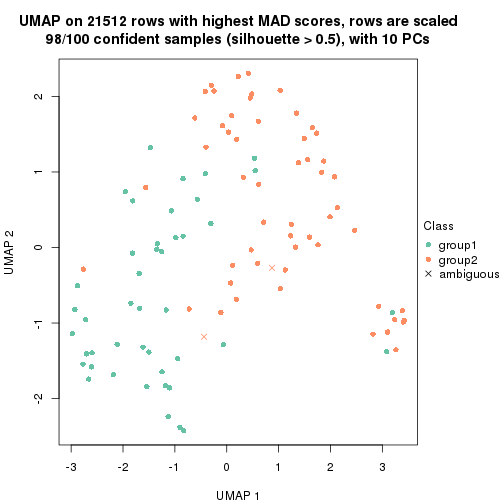 UMAP on 21512 rows with highest MAD scores, rows are scaled
98/100 confident samples (silhouette > 0.5), with 10 PCs
2
1
0
-1
-2
UMAP 2
-3
-2
-1
0
1
2
3
UMAP 1
Class
group1
group2
ambiguous